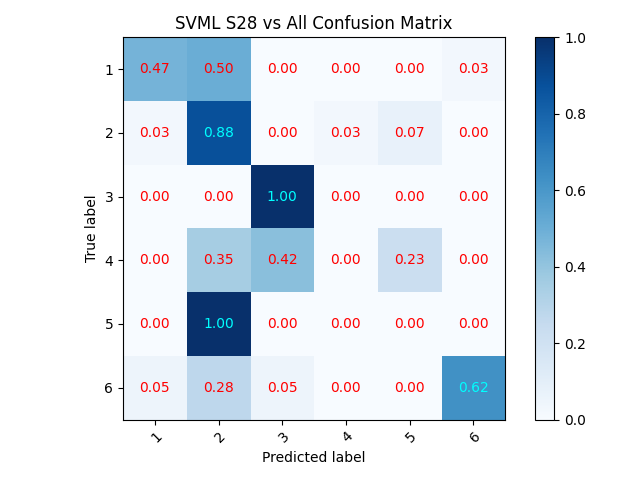 SVML S28 vs All Confusion Matrix
True label
1 0.47 0.50 0.00 0.00 0.00 0.03
2 0.03 0.88 0.00 0.03 0.07 0.00
3 0.00 0.00 1.00 0.00 0.00 0.00
4 0.00 0.35 0.42 0.00 0.23 0.00
5 0.00 1.00 0.00 0.00 0.00 0.00
6 0.05 0.28 0.05 0.00 0.00 0.62
1 2 3 4 5 6
Predicted label
1.0
0.8
0.6
0.4
0.2
0.0